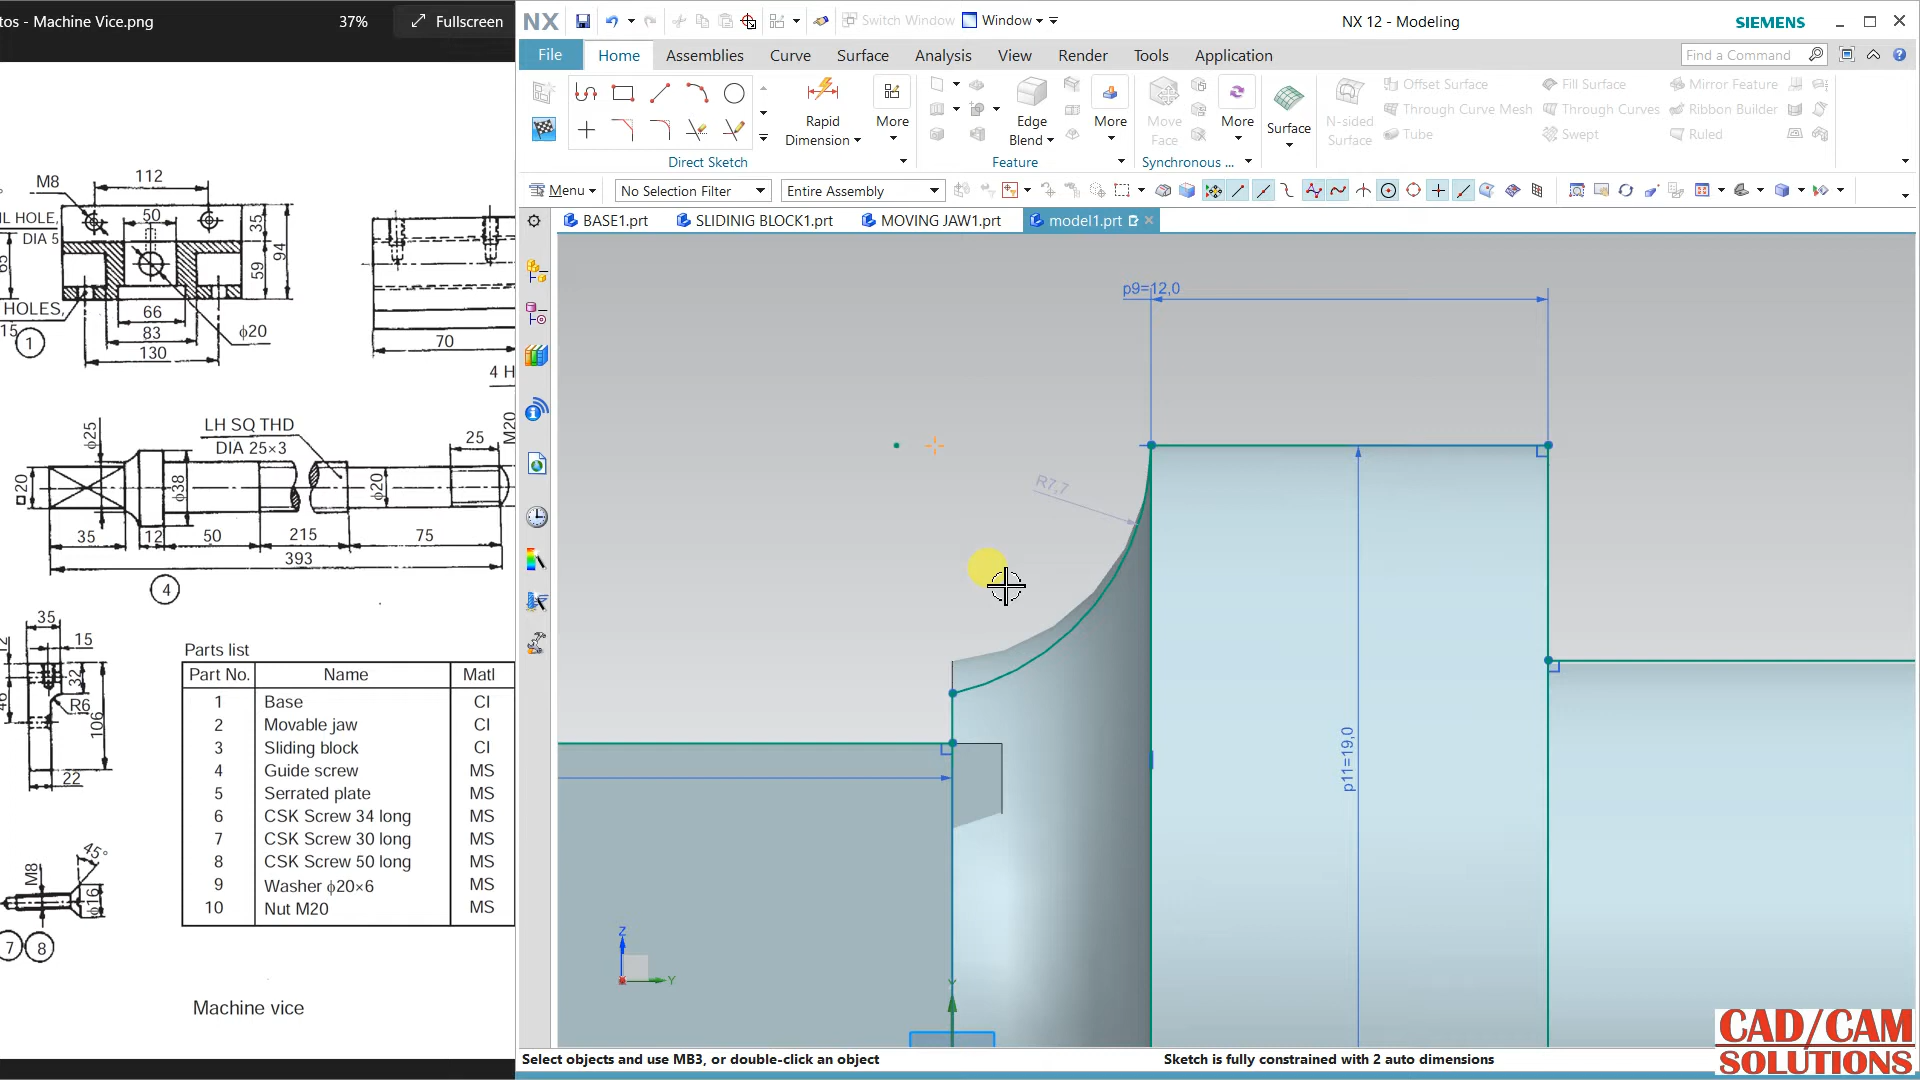 tos - Machine Vice.png
37%
Fullscreen
NX
Switch Window
Window
NX 12 - Modeling
SIEMENS
File
Home
Assemblies
Curve
Surface
Analysis
View
Render
Tools
Application
Find a Command
Rapid
Dimension
More
Direct Sketch
Edge
Blend
More
Feature
Move
Face
More
Synchronous ...
Surface
N-sided
Surface
Offset Surface
Through Curve Mesh
Tube
Fill Surface
Through Curves
Swept
Mirror Feature
Ribbon Builder
Ruled
Menu
No Selection Filter
Entire Assembly
BASE1.prt
SLIDINIG BLOCK1.prt
MOVING JAW1.prt
model1.prt
M8
112
50
IL HOLE,
DIA 5
35
94
59
65
HOLES,
15
66
83
130
ϕ20
1
70
4 H
ϕ25
LH SQ THD
DIA 25×3
25
M20
20
ϕ38
ϕ20
35
12
50
215
75
393
4
35
15
12
32
46
R6
106
22
45°
M8
ϕ16
7
8
Parts list
Part No. Name Matl
1 Base CI
2 Movable jaw CI
3 Sliding block CI
4 Guide screw MS
5 Serrated plate MS
6 CSK Screw 34 long MS
7 CSK Screw 30 long MS
8 CSK Screw 50 long MS
9 Washer ϕ20×6 MS
10 Nut M20 MS
Machine vice
p9=12,0
R7,7
p11=19,0
Z
Y
Select objects and use MB3, or double-click an object
Sketch is fully constrained with 2 auto dimensions
CAD/CAM
SOLUTIONS